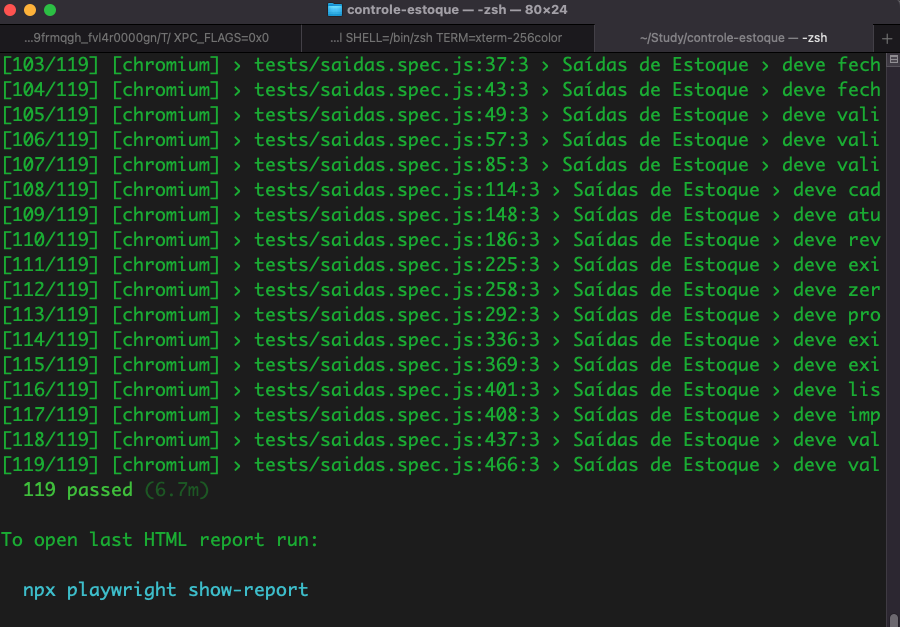 controle-estoque — -zsh — 80×24
...9frmqgh_fvl4r0000gn/T/ XPC_FLAGS=0x0 ...l SHELL=/bin/zsh TERM=xterm-256color ~/Study/controle-estoque — -zsh +
[103/119] [chromium] › tests/saidas.spec.js:37:3 › Saídas de Estoque › deve fech
[104/119] [chromium] › tests/saidas.spec.js:43:3 › Saídas de Estoque › deve fech
[105/119] [chromium] › tests/saidas.spec.js:49:3 › Saídas de Estoque › deve vali
[106/119] [chromium] › tests/saidas.spec.js:57:3 › Saídas de Estoque › deve vali
[107/119] [chromium] › tests/saidas.spec.js:85:3 › Saídas de Estoque › deve vali
[108/119] [chromium] › tests/saidas.spec.js:114:3 › Saídas de Estoque › deve cad
[109/119] [chromium] › tests/saidas.spec.js:148:3 › Saídas de Estoque › deve atu
[110/119] [chromium] › tests/saidas.spec.js:186:3 › Saídas de Estoque › deve rev
[111/119] [chromium] › tests/saidas.spec.js:225:3 › Saídas de Estoque › deve exi
[112/119] [chromium] › tests/saidas.spec.js:258:3 › Saídas de Estoque › deve zer
[113/119] [chromium] › tests/saidas.spec.js:292:3 › Saídas de Estoque › deve pro
[114/119] [chromium] › tests/saidas.spec.js:336:3 › Saídas de Estoque › deve exi
[115/119] [chromium] › tests/saidas.spec.js:369:3 › Saídas de Estoque › deve exi
[116/119] [chromium] › tests/saidas.spec.js:401:3 › Saídas de Estoque › deve lis
[117/119] [chromium] › tests/saidas.spec.js:408:3 › Saídas de Estoque › deve imp
[118/119] [chromium] › tests/saidas.spec.js:437:3 › Saídas de Estoque › deve val
[119/119] [chromium] › tests/saidas.spec.js:466:3 › Saídas de Estoque › deve val
119 passed (6.7m)
To open last HTML report run:
npx playwright show-report